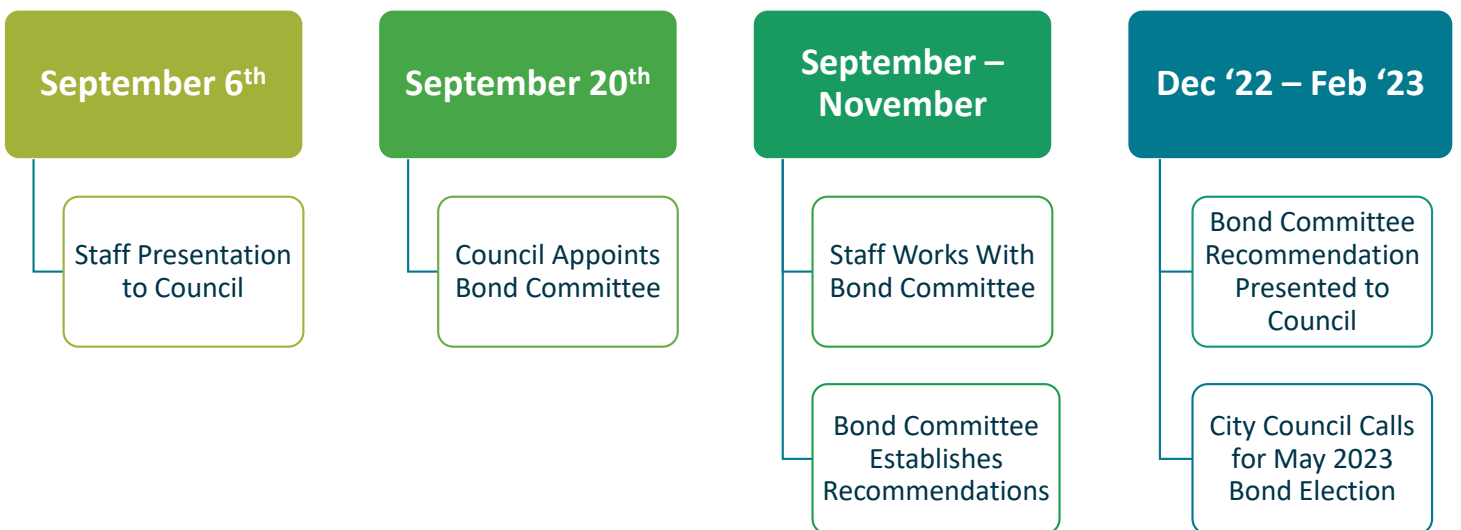 September 6th
Staff Presentation
to Council
September 20th
Council Appoints
Bond Committee
September –
November
Staff Works With
Bond Committee
Bond Committee
Establishes
Recommendations
Dec ‘22 – Feb ‘23
Bond Committee
Recommendation
Presented to
Council
City Council Calls
for May 2023
Bond Election